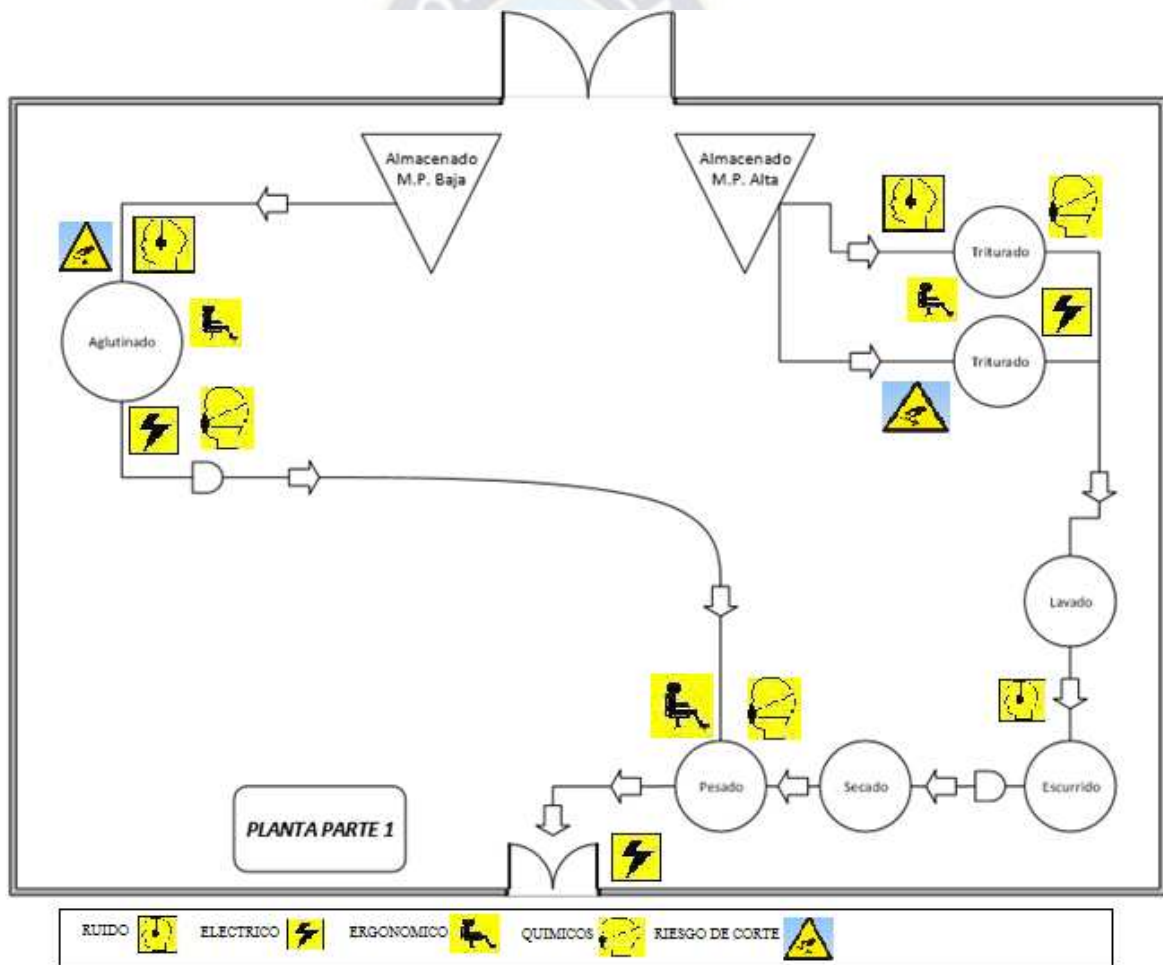 Almacenado
M.P. Baja
Almacenado
M.P. Alta
Triturado
Aglutinado
Triturado
Lavado
Pesado
Secado
Escurrido
PLANTA PARTE 1
RUIDO ELECTRICO ERGONOMICO QUIMICOS RIESGO DE CORTE